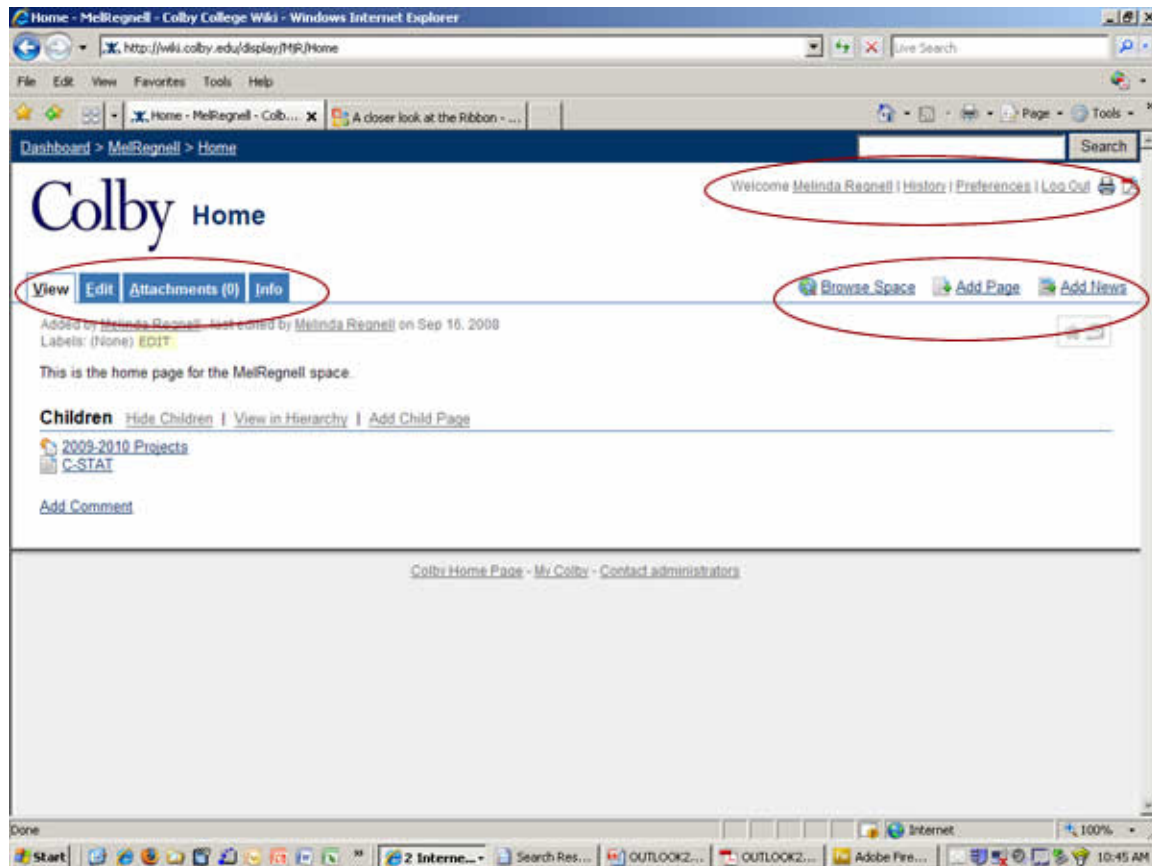 Home - MelRegnell - Colby College Wiki - Windows Internet Explorer
http://wiki.colby.edu/display/MR/Home
Live Search
File Edit View Favorites Tools Help
Home - MelRegnell - Colb... A closer look at the Ribbon - ... Page Tools
Dashboard > MelRegnell > Home Search
Welcome Melinda Regnell | History | Preferences | Log Out
Colby Home
View Edit Attachments (0) Info Browse Space Add Page Add News
Added by Melinda Regnell, last edited by Melinda Regnell on Sep 16, 2008
Labels: (None) EDIT
This is the home page for the MelRegnell space.
Children Hide Children | View in Hierarchy | Add Child Page
2009-2010 Projects
C-STAT
Add Comment
Colby Home Page - My Colby - Contact administrators
Done Internet 100%
Start 2 Interne... Search Res... OUTLOOK2... OUTLOOK2... Adobe Fire... 10:45 AM